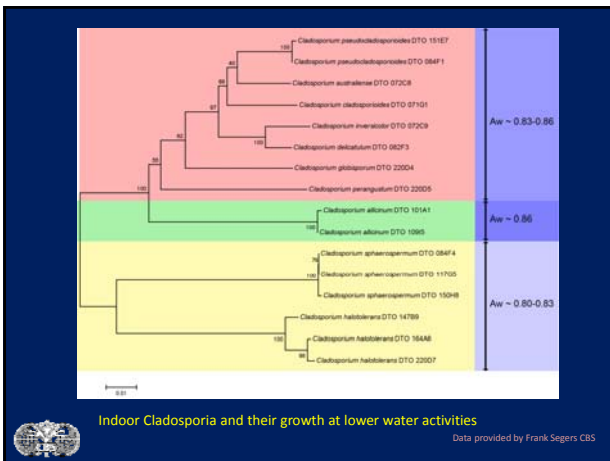 Cladosporium pseudocladosporioides DTO 151E7
100
Cladosporium pseudocladosporioides DTO 084F1
40
Cladosporium australiense DTO 072C8
Cladosporium cladosporioides DTO 071G1
Aw ~ 0.83-0.86
Cladosporium inversicolor DTO 072C9
100
Cladosporium delicatulum DTO 082F3
Cladosporium globisporum DTO 220D4
Cladosporium perangustum DTO 220D5
100
Cladosporium allicinum DTO 101A1
Aw ~ 0.86
100
Cladosporium allicinum DTO 109I5
Cladosporium sphaerospermum DTO 084F4
Cladosporium sphaerospermum DTO 117G5
100
Aw ~ 0.80-0.83
Cladosporium sphaerospermum DTO 150H8
Cladosporium halotolerans DTO 147B9
100
Cladosporium halotolerans DTO 164A8
Cladosporium halotolerans DTO 220D7
0.01
Indoor Cladosporia and their growth at lower water activities
Data provided by Frank Segers CBS